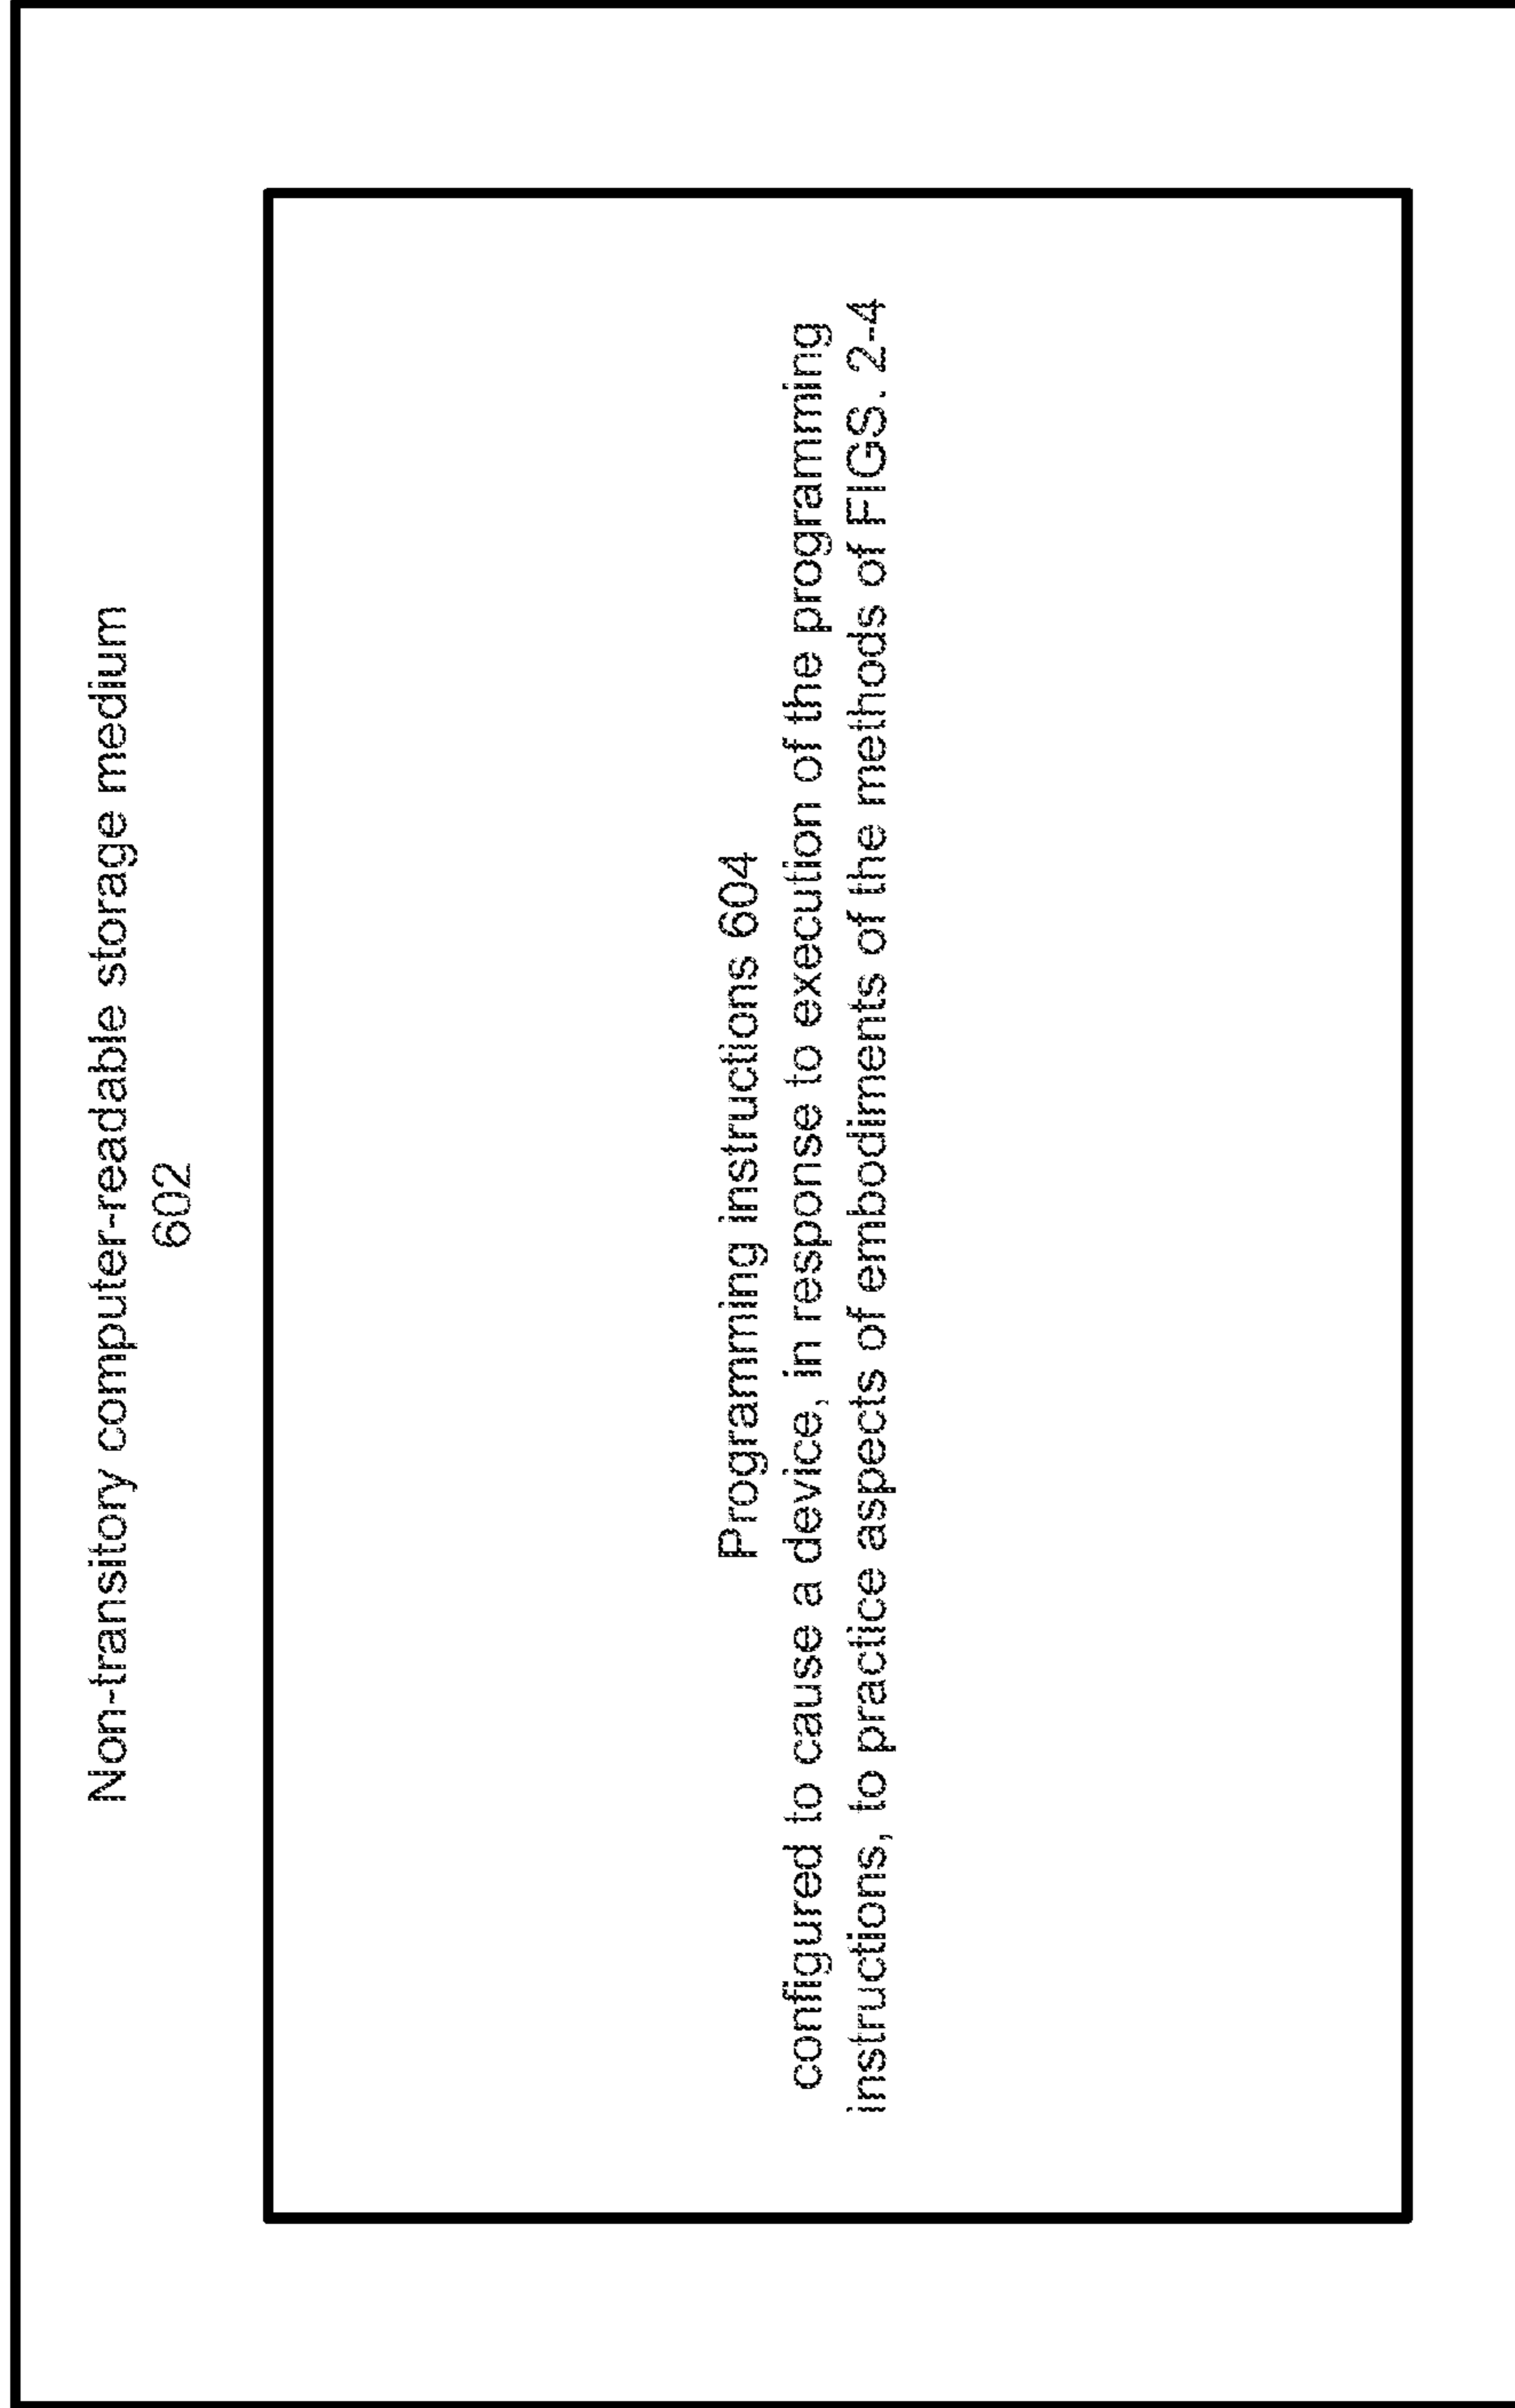 Non-transitory computer-readable storage medium
602
Programming instructions 604
configured to cause a device, in response to execution of the programming
instructions, to practice aspects of embodiments of the methods of FIGS. 2-4